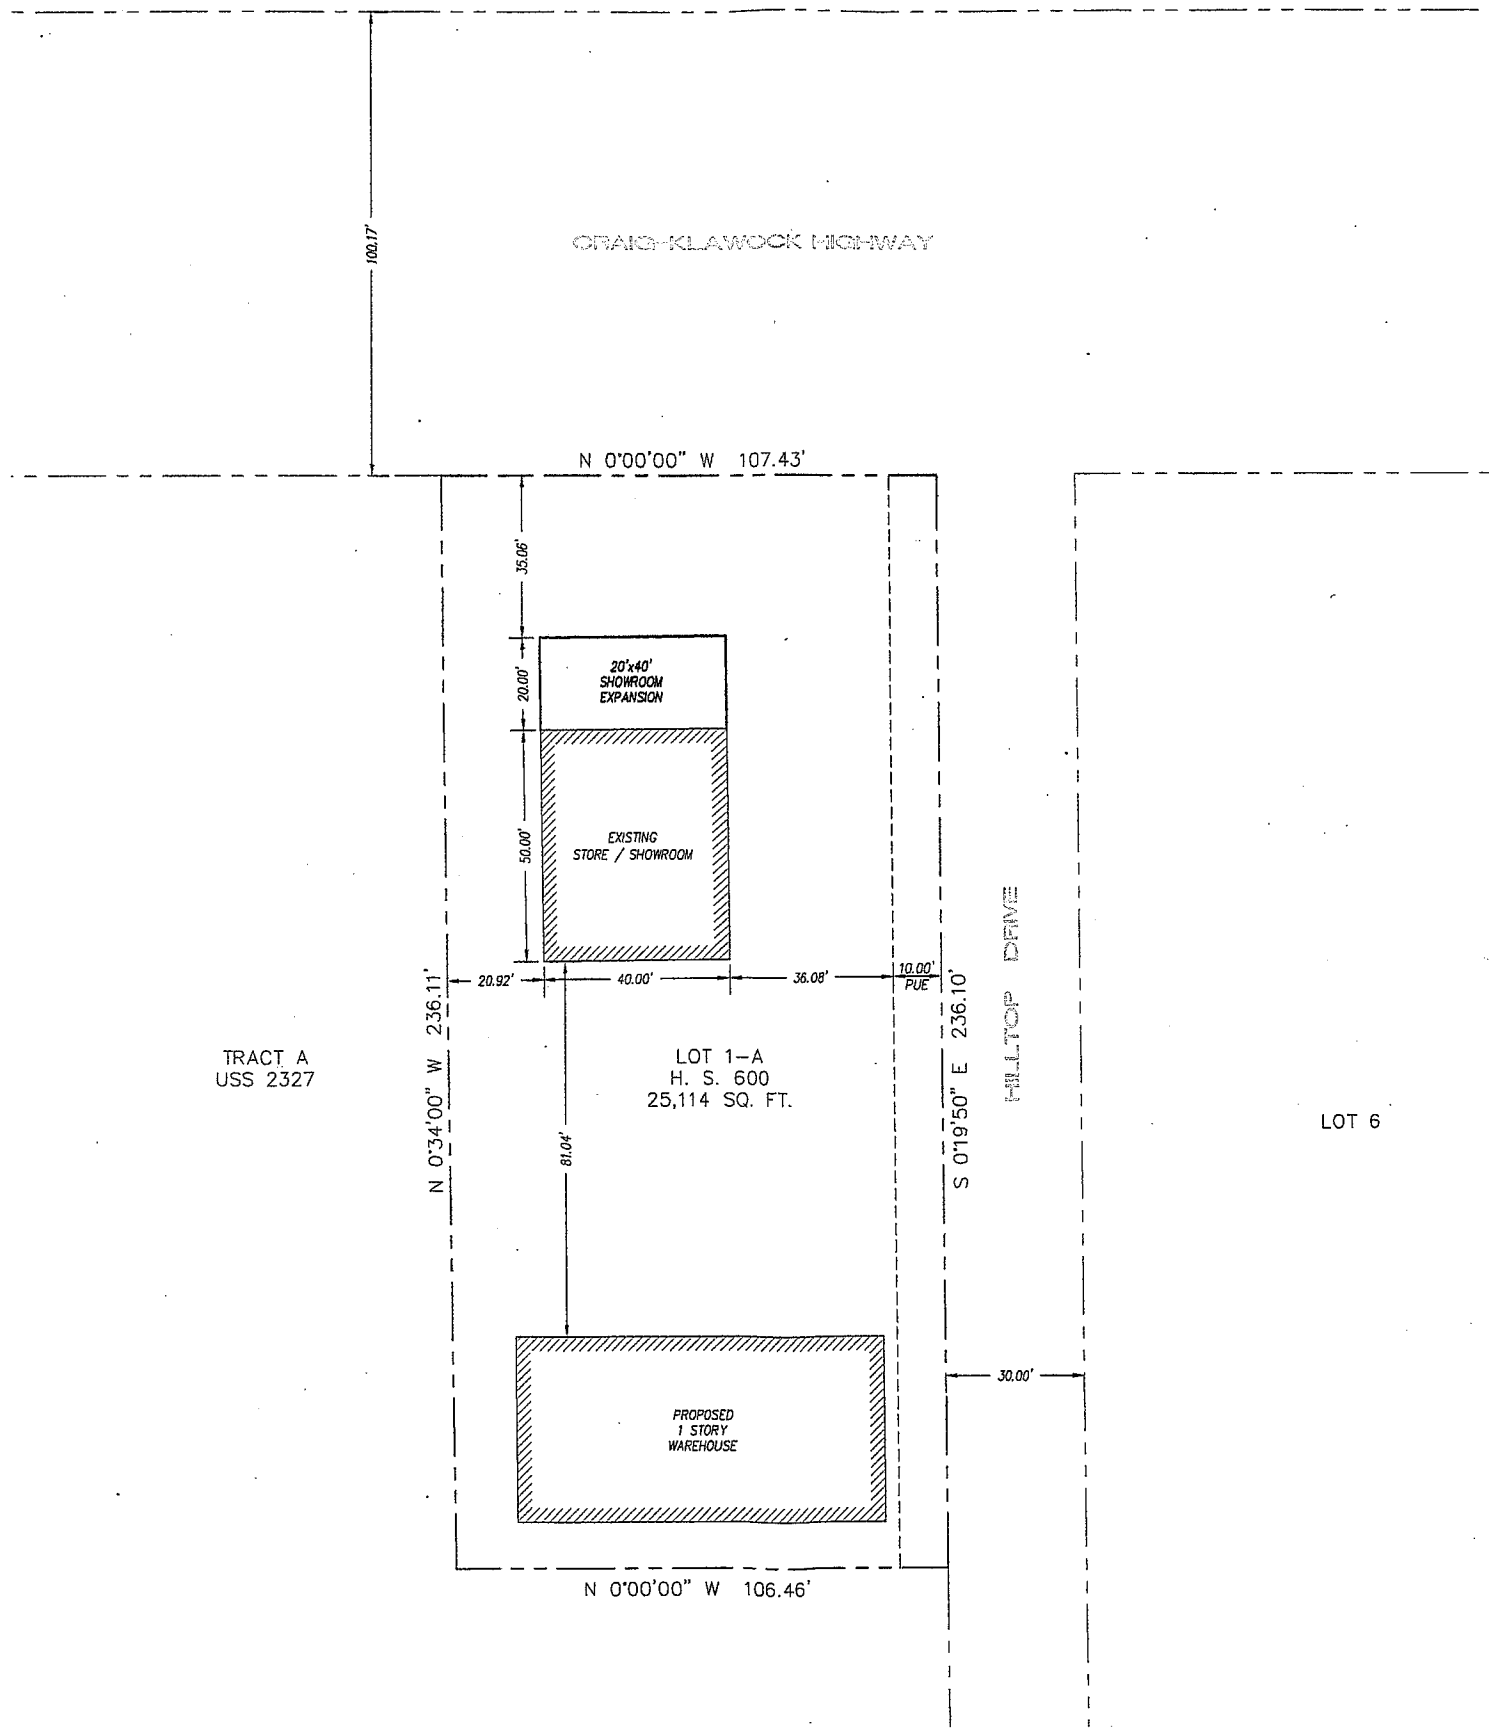 100.17'
CRAIG-KLAWOCK HIGHWAY
N 0°00'00" W 107.43'
35.06'
20.00'
20'x40'
SHOWROOM
EXPANSION
50.00'
EXISTING
STORE / SHOWROOM
20.92'
40.00'
36.08'
10.00'
PUE
N 0°34'00" W 236.11'
S 0°19'50" E 236.10'
HILLTOP DRIVE
TRACT A
USS 2327
LOT 1-A
H. S. 600
25,114 SQ. FT.
LOT 6
81.04'
30.00'
PROPOSED
1 STORY
WAREHOUSE
N 0°00'00" W 106.46'